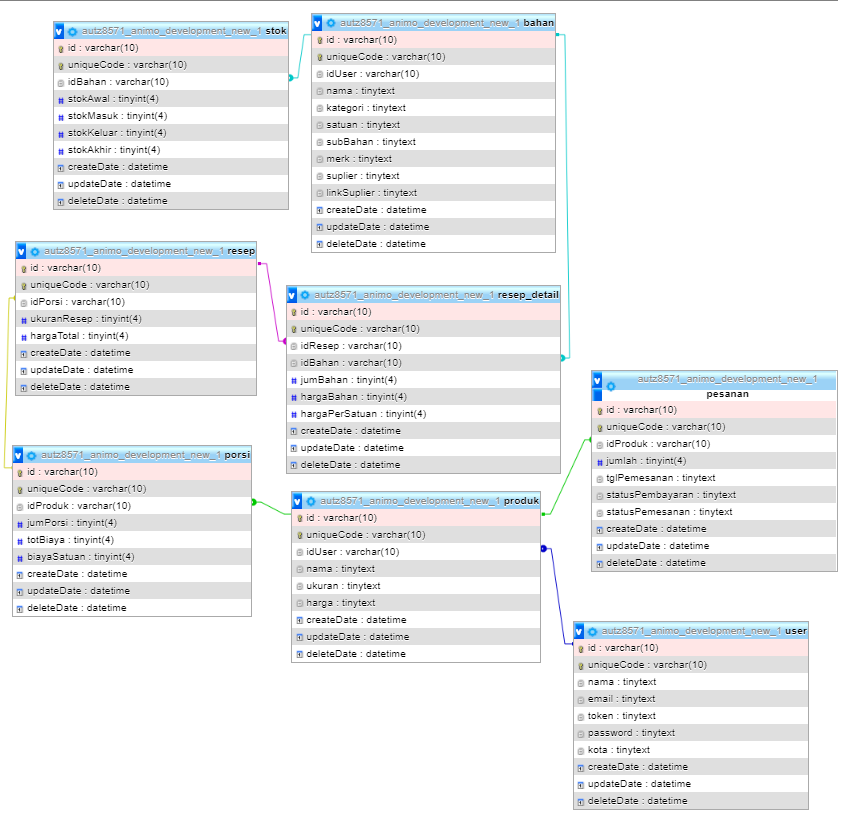 autz8571_animo_development_new_1 stok
id : varchar(10)
uniqueCode : varchar(10)
idBahan : varchar(10)
stokAwal : tinyint(4)
stokMasuk : tinyint(4)
stokKeluar : tinyint(4)
stokAkhir : tinyint(4)
createDate : datetime
updateDate : datetime
deleteDate : datetime
autz8571_animo_development_new_1 bahan
id : varchar(10)
uniqueCode : varchar(10)
idUser : varchar(10)
nama : tinytext
kategori : tinytext
satuan : tinytext
subBahan : tinytext
merk : tinytext
suplier : tinytext
linkSuplier : tinytext
createDate : datetime
updateDate : datetime
deleteDate : datetime
autz8571_animo_development_new_1 resep
id : varchar(10)
uniqueCode : varchar(10)
idPorsi : varchar(10)
ukuranResep : tinyint(4)
hargaTotal : tinyint(4)
createDate : datetime
updateDate : datetime
deleteDate : datetime
autz8571_animo_development_new_1 resep_detail
id : varchar(10)
uniqueCode : varchar(10)
idResep : varchar(10)
idBahan : varchar(10)
jumBahan : tinyint(4)
hargaBahan : tinyint(4)
hargaPerSatuan : tinyint(4)
createDate : datetime
updateDate : datetime
deleteDate : datetime
autz8571_animo_development_new_1
pesanan
id : varchar(10)
uniqueCode : varchar(10)
idProduk : varchar(10)
jumlah : tinyint(4)
tglPemesanan : tinytext
statusPembayaran : tinytext
statusPemesanan : tinytext
createDate : datetime
updateDate : datetime
deleteDate : datetime
autz8571_animo_development_new_1 porsi
id : varchar(10)
uniqueCode : varchar(10)
idProduk : varchar(10)
jumPorsi : tinyint(4)
totBiaya : tinyint(4)
biayaSatuan : tinyint(4)
createDate : datetime
updateDate : datetime
deleteDate : datetime
autz8571_animo_development_new_1 produk
id : varchar(10)
uniqueCode : varchar(10)
idUser : varchar(10)
nama : tinytext
ukuran : tinytext
harga : tinytext
createDate : datetime
updateDate : datetime
deleteDate : datetime
autz8571_animo_development_new_1 user
id : varchar(10)
uniqueCode : varchar(10)
nama : tinytext
email : tinytext
token : tinytext
password : tinytext
kota : tinytext
createDate : datetime
updateDate : datetime
deleteDate : datetime